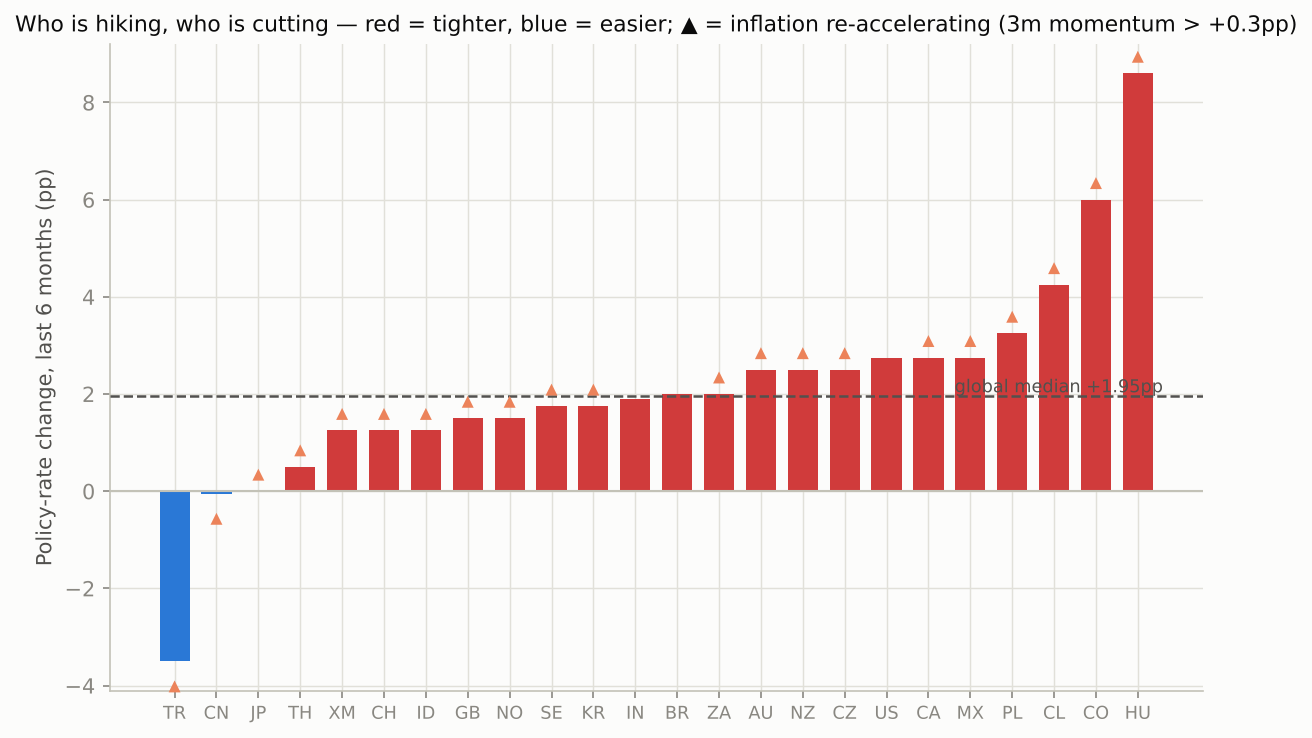 Who is hiking, who is cutting — red = tighter, blue = easier; ▲ = inflation re-accelerating (3m momentum > +0.3pp)
Policy-rate change, last 6 months (pp)
8
6
4
2
0
−2
−4
global median +1.95pp
TR CN JP TH XM CH ID GB NO SE KR IN BR ZA AU NZ CZ US CA MX PL CL CO HU